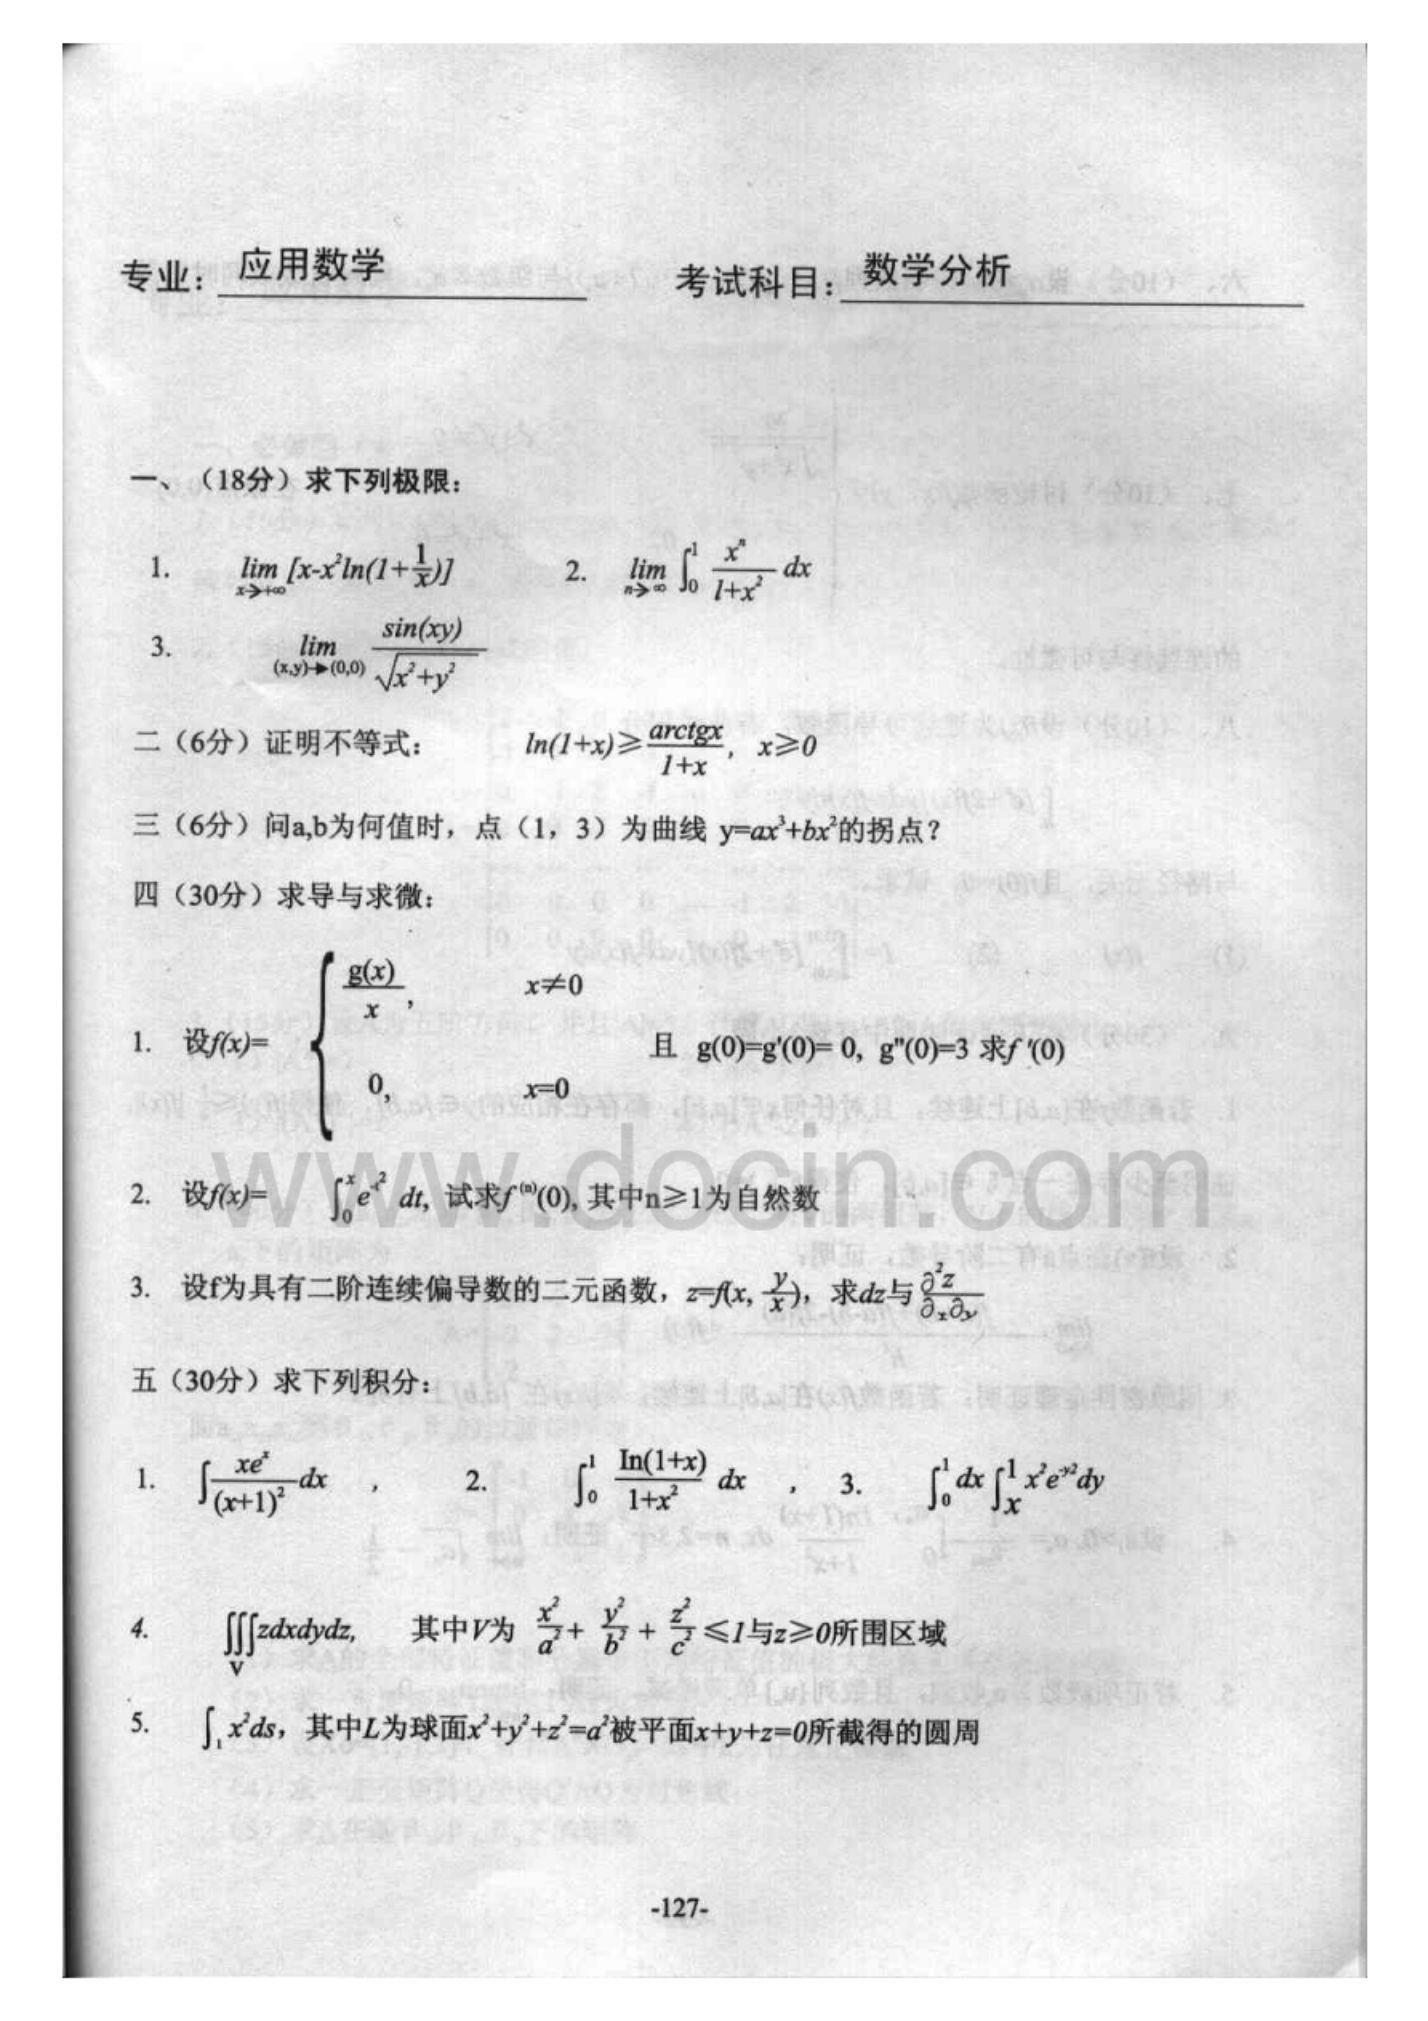 专业: 应用数学 考试科目: 数学分析
一、（18分）求下列极限:
1. lim x→+∞ [x-x²ln(1+1/x)] 2. lim n→∞ ∫₀¹ xⁿ/(1+x²) dx
3. lim (x,y)→(0,0) sin(xy)/√(x²+y²)
二（6分）证明不等式: ln(1+x)≥arctgx/(1+x), x≥0
三（6分）问a,b为何值时，点（1，3）为曲线 y=ax³+bx²的拐点?
四（30分）求导与求微:
1. 设f(x)= { g(x)/x, x≠0
0, x=0 且 g(0)=g'(0)= 0, g"(0)=3 求f '(0)
2. 设f(x)= ∫₀ˣ e^(-t²) dt, 试求f⁽ⁿ⁾(0), 其中n≥1为自然数
3. 设f为具有二阶连续偏导数的二元函数，z=f(x, y/x)，求dz与∂²z/∂x∂y
五（30分）求下列积分:
1. ∫ xeˣ/(x+1)² dx , 2. ∫₀¹ In(1+x)/(1+x²) dx , 3. ∫₀¹ dx ∫ₓ¹ x²e^(-y²)dy
4. ∭V zdxdydz, 其中V为 x²/a² + y²/b² + z²/c² ≤1与z≥0所围区域
5. ∫₁ x²ds，其中L为球面x²+y²+z²=a²被平面x+y+z=0所截得的圆周
-127-
www.docin.com